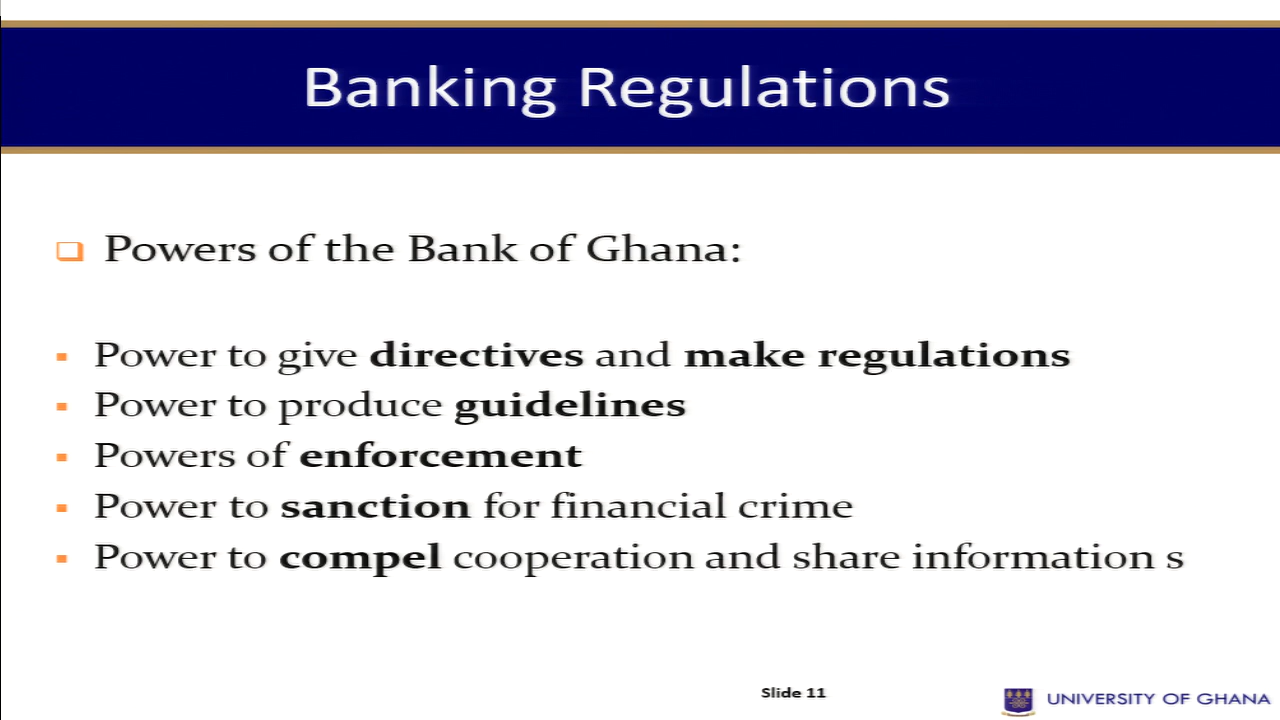 Banking Regulations
Powers of the Bank of Ghana:
Power to give directives and make regulations
Power to produce guidelines
Powers of enforcement
Power to sanction for financial crime
Power to compel cooperation and share information s
Slide 11
UNIVERSITY OF GHANA